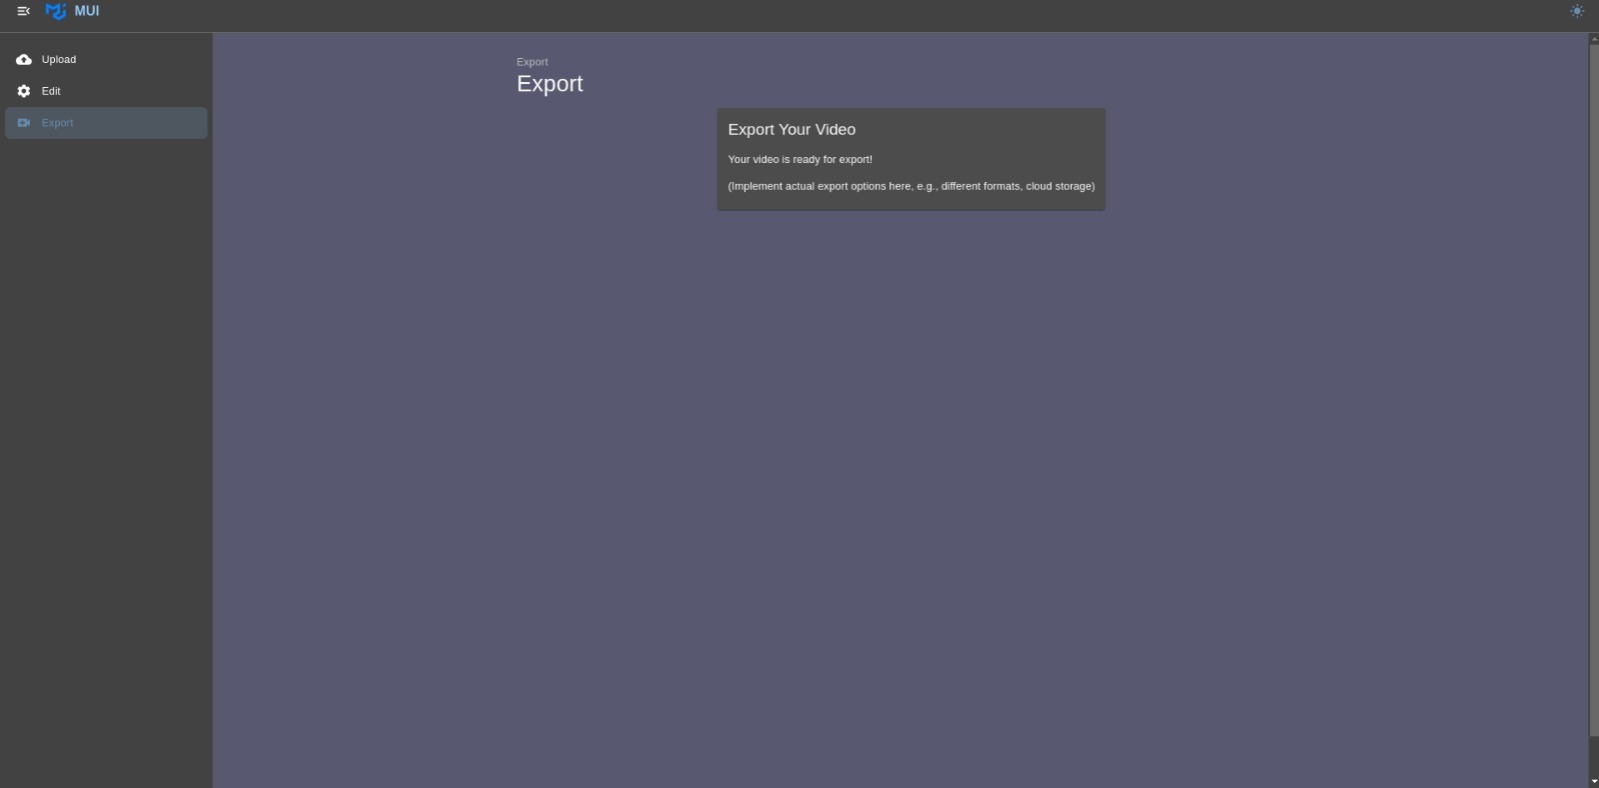 MUI
Upload
Edit
Export
Export
Export
Export Your Video
Your video is ready for export!
(Implement actual export options here, e.g., different formats, cloud storage)